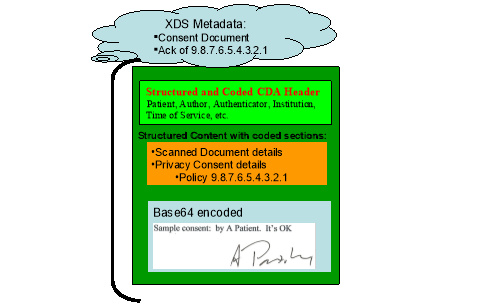 XDS Metadata:
•Consent Document
•Ack of 9.8.7.6.5.4.3.2.1
Structured and Coded CDA Header
Patient, Author, Authenticator, Institution,
Time of Service, etc.
Structured Content with coded sections:
•Scanned Document details
•Privacy Consent details
•Policy 9.8.7.6.5.4.3.2.1
Base64 encoded
Sample consent: by A Patient. It's OK